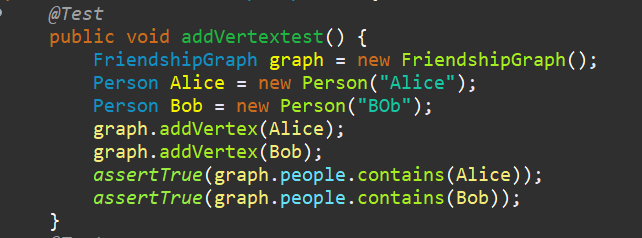 @Test
public void addVertextest() {
FriendshipGraph graph = new FriendshipGraph();
Person Alice = new Person("Alice");
Person Bob = new Person("BOb");
graph.addVertex(Alice);
graph.addVertex(Bob);
assertTrue(graph.people.contains(Alice));
assertTrue(graph.people.contains(Bob));
}